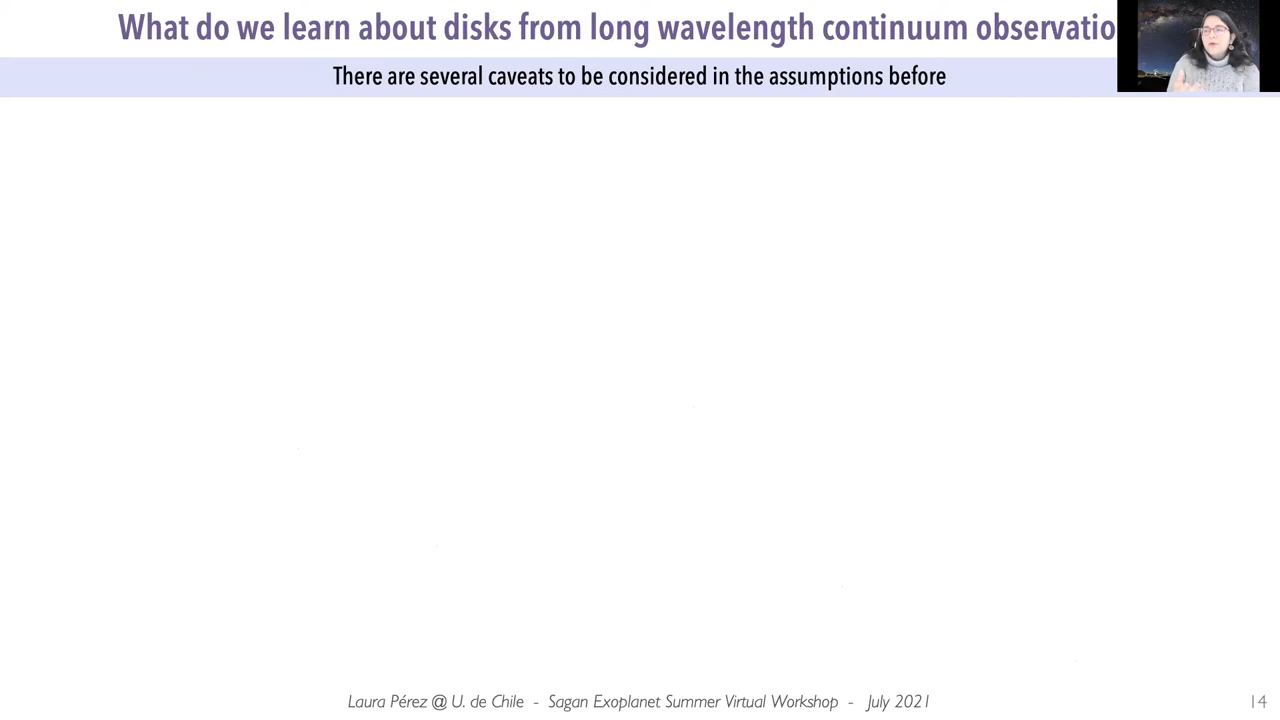 What do we learn about disks from long wavelength continuum observatio
There are several caveats to be considered in the assumptions before
Laura Pérez @ U. de Chile - Sagan Exoplanet Summer Virtual Workshop - July 2021
14